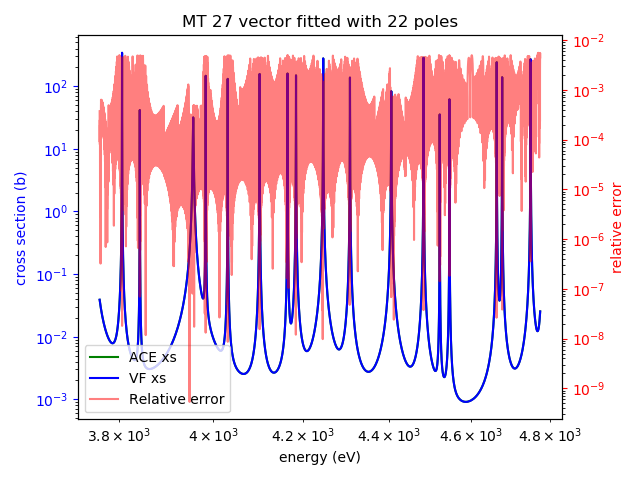 MT 27 vector fitted with 22 poles
cross section (b)
10²
10¹
10⁰
10⁻¹
10⁻²
10⁻³
10⁻²
10⁻³
10⁻⁴
10⁻⁵
10⁻⁶
10⁻⁷
10⁻⁸
10⁻⁹
relative error
ACE xs
VF xs
Relative error
3.8 × 10³ 4 × 10³ 4.2 × 10³ 4.4 × 10³ 4.6 × 10³ 4.8 × 10³
energy (eV)